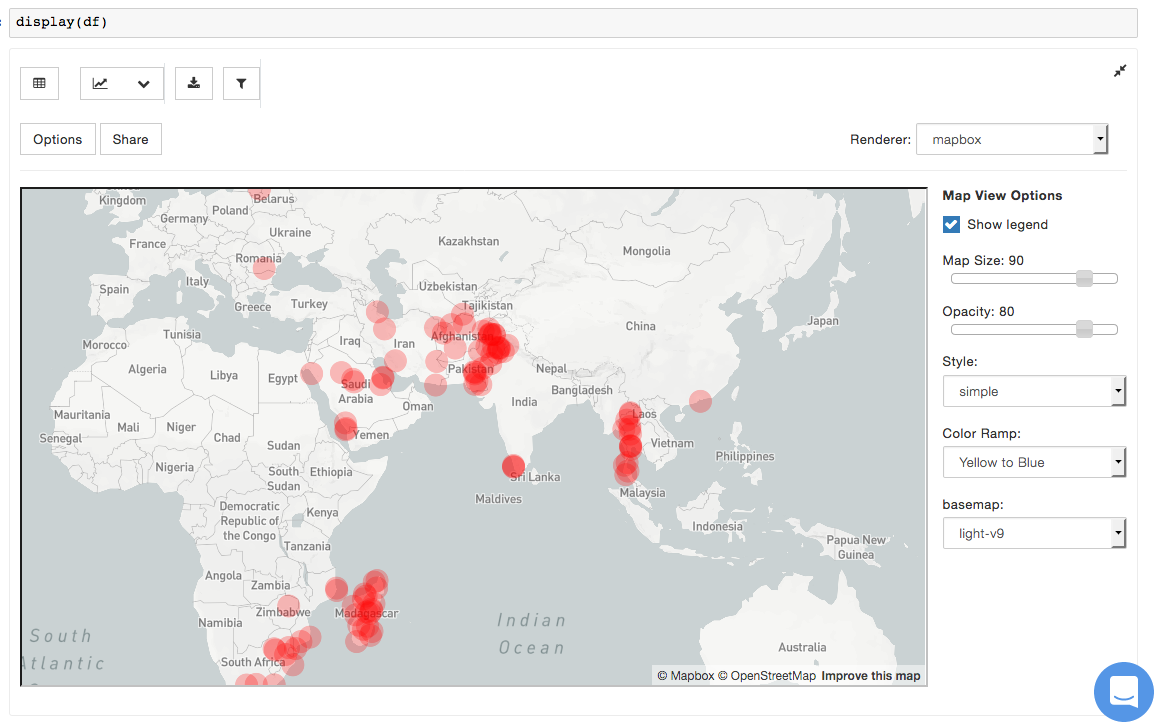 display(df)
Options
Share
Renderer:
mapbox
Map View Options
Show legend
Map Size: 90
Opacity: 80
Style:
simple
Color Ramp:
Yellow to Blue
basemap:
light-v9
Kingdom
Belarus
Poland
Germany
Ukraine
France
Kazakhstan
Mongolia
Romania
Italy
Spain
Uzbekistan
Greece
Turkey
Tajikistan
Tunisia
China
Japan
Morocco
Iraq
Iran
Afghanistan
Algeria
Libya
Egypt
Pakistan
Nepal
Saudi
Arabia
Bangladesh
Oman
India
Mauritania
Mali
Niger
Laos
Senegal
Chad
Yemen
Vietnam
Sudan
Philippines
Nigeria
South
Sudan
Ethiopia
Sri Lanka
Maldives
Malaysia
Democratic
Republic of
the Congo
Kenya
Indonesia
Tanzania
Papua New
Guinea
Angola
Zambia
Zimbabwe
Madagascar
Namibia
Indian
Ocean
South
Atlantic
South Africa
Australia
© Mapbox © OpenStreetMap Improve this map